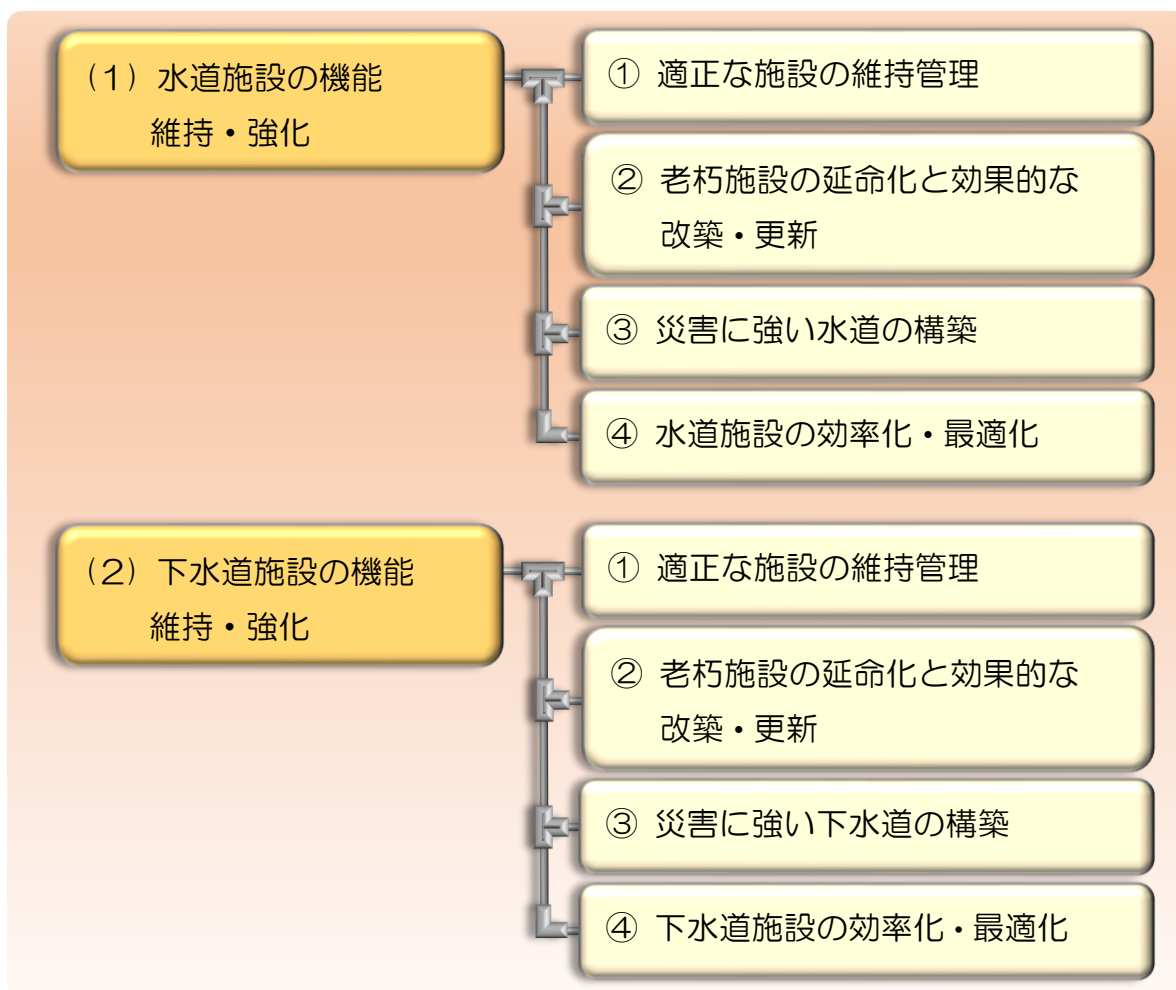 (1) 水道施設の機能
維持・強化
① 適正な施設の維持管理
② 老朽施設の延命化と効果的な
改築・更新
③ 災害に強い水道の構築
④ 水道施設の効率化・最適化
(2) 下水道施設の機能
維持・強化
① 適正な施設の維持管理
② 老朽施設の延命化と効果的な
改築・更新
③ 災害に強い下水道の構築
④ 下水道施設の効率化・最適化